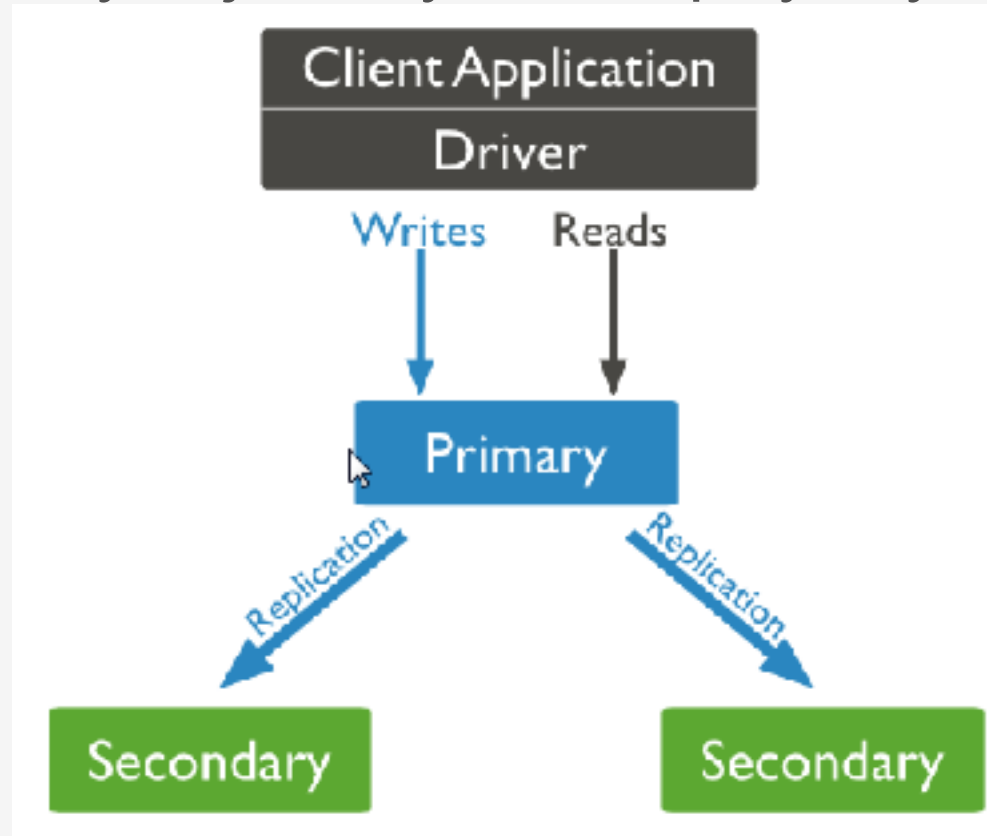 Client Application
Driver
Writes Reads
Primary
Replication Replication
Secondary Secondary